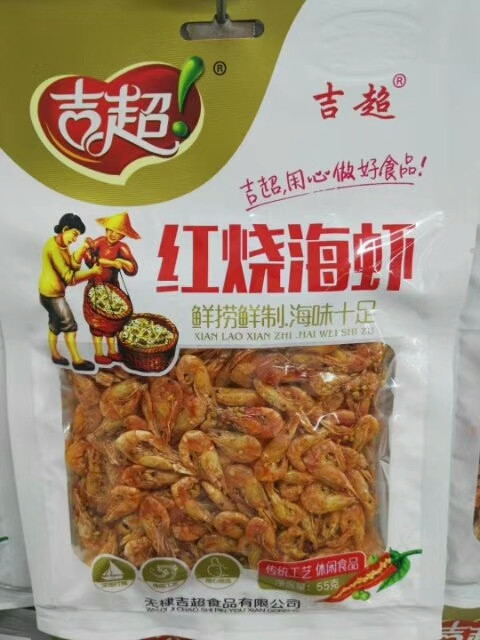 吉超! ®
吉超®
吉超,用心做好食品!
红烧海虾
鲜捞鲜制,海味十足
XIAN LAO XIAN ZHI , HAI WEI SHI ZU
传统工艺 休闲食品
55克
无棣吉超食品有限公司